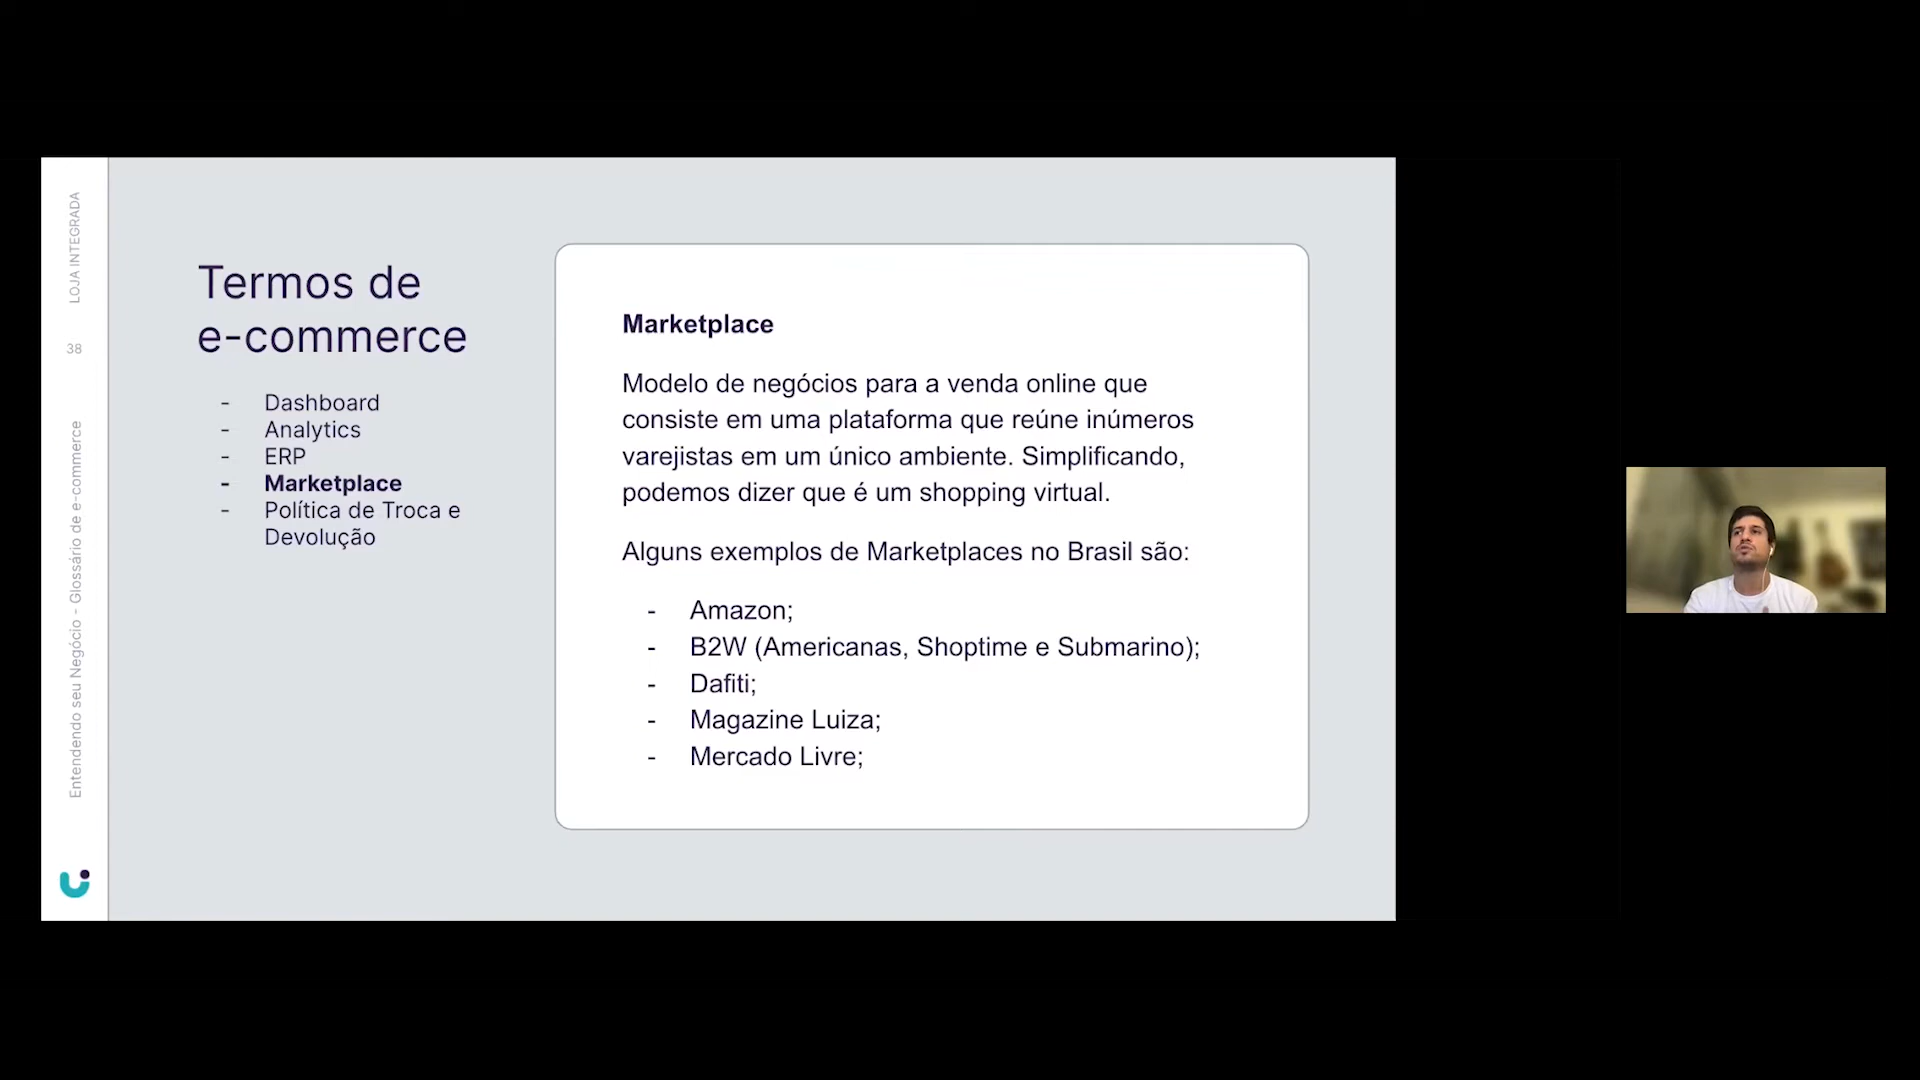 LOJA INTEGRADA
38
Entendendo seu Negócio - Glossário de e-commerce
Termos de
e-commerce
- Dashboard
- Analytics
- ERP
- Marketplace
- Política de Troca e
Devolução
Marketplace
Modelo de negócios para a venda online que
consiste em uma plataforma que reúne inúmeros
varejistas em um único ambiente. Simplificando,
podemos dizer que é um shopping virtual.
Alguns exemplos de Marketplaces no Brasil são:
- Amazon;
- B2W (Americanas, Shoptime e Submarino);
- Dafiti;
- Magazine Luiza;
- Mercado Livre;